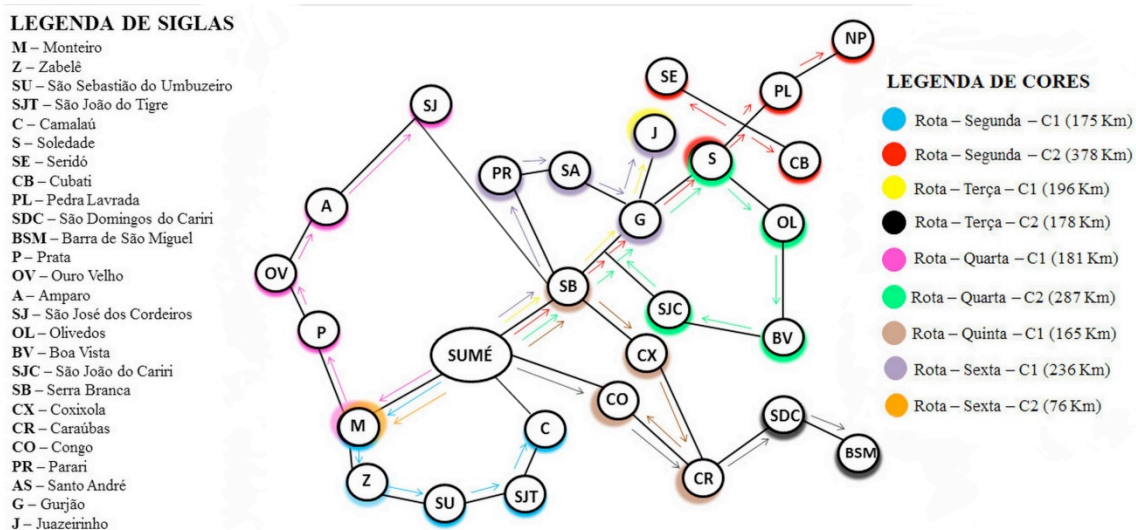 LEGENDA DE SIGLAS
M – Monteiro
Z – Zabelê
SU – São Sebastião do Umbuzeiro
SJT – São João do Tigre
C – Camalaú
S – Soledade
SE – Seridó
CB – Cubati
PL – Pedra Lavrada
SDC – São Domingos do Cariri
BSM – Barra de São Miguel
P – Prata
OV – Ouro Velho
A – Amparo
SJ – São José dos Cordeiros
OL – Olivedos
BV – Boa Vista
SJC – São João do Cariri
SB – Serra Branca
CX – Coxixola
CR – Caraúbas
CO – Congo
PR – Parari
AS – Santo André
G – Gurjão
J – Juazeirinho
NP
SE
PL
SJ
J
CB
S
PR
SA
A
G
OL
OV
SB
SJC
P
BV
SUMÉ
CX
CO
M
C
SDC
BSM
Z
CR
SU
SJT
LEGENDA DE CORES
Rota – Segunda – C1 (175 Km)
Rota – Segunda – C2 (378 Km)
Rota – Terça – C1 (196 Km)
Rota – Terça – C2 (178 Km)
Rota – Quarta – C1 (181 Km)
Rota – Quarta – C2 (287 Km)
Rota – Quinta – C1 (165 Km)
Rota – Sexta – C1 (236 Km)
Rota – Sexta – C2 (76 Km)